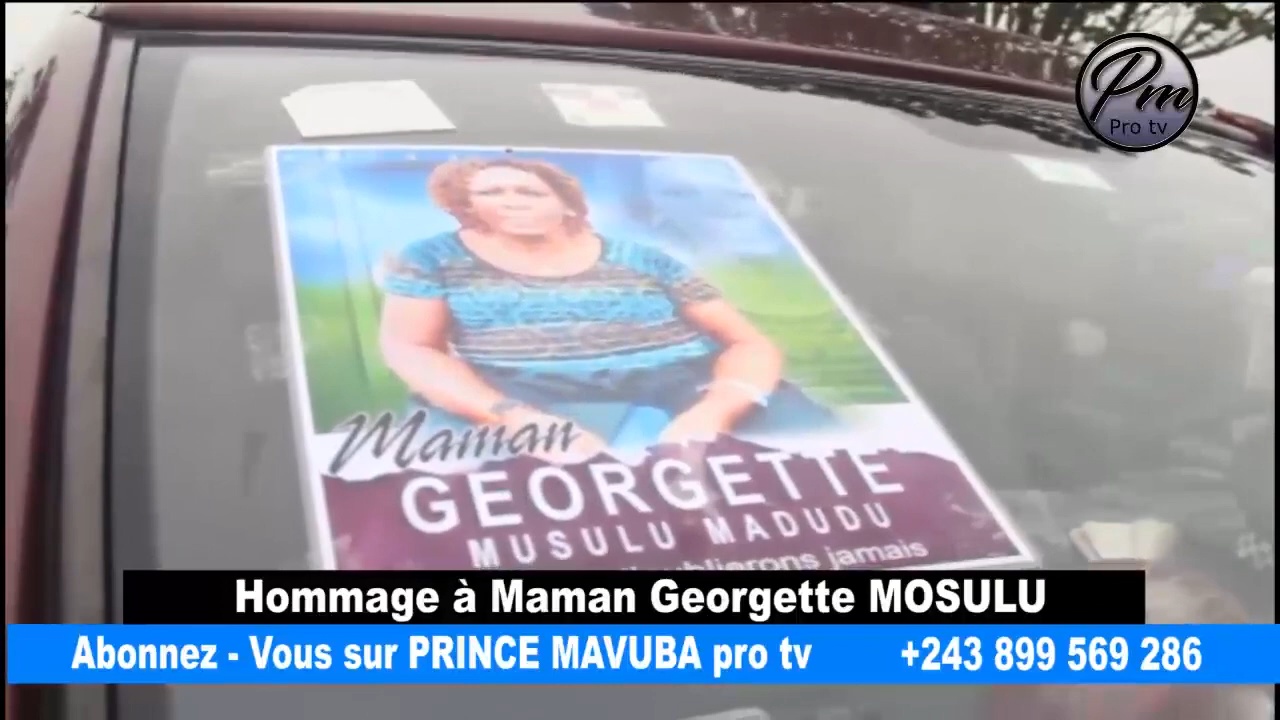 Pm
Pro tv
Maman
GEORGETTE
MUSULU MADUDU
jamais
Hommage à Maman Georgette MOSULU
Abonnez - Vous sur PRINCE MAVUBA pro tv +243 899 569 286